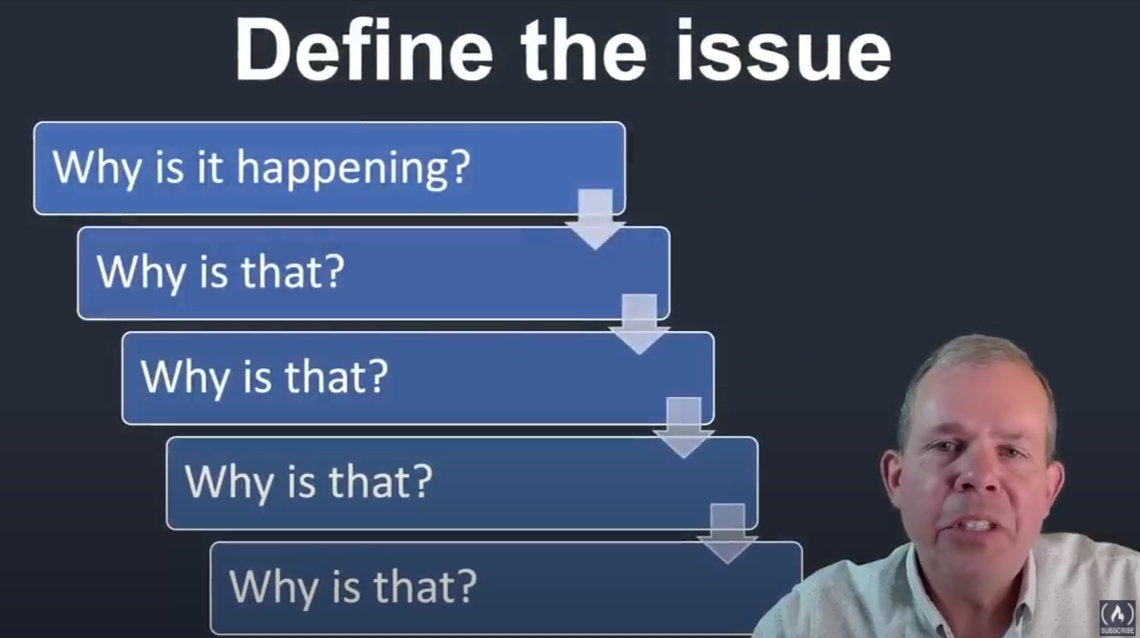 Define the issue
Why is it happening?
Why is that?
Why is that?
Why is that?
Why is that?
SUBSCRIBE